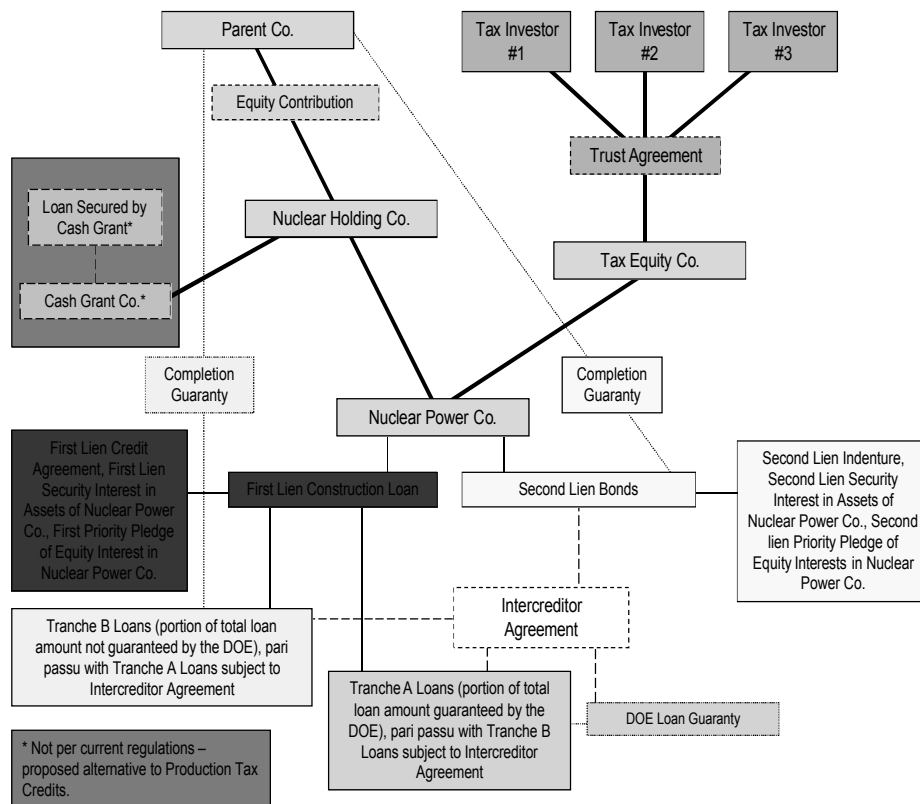 Parent Co.
Tax Investor
#1
Tax Investor
#2
Tax Investor
#3
Equity Contribution
Trust Agreement
Loan Secured by
Cash Grant*
Nuclear Holding Co.
Tax Equity Co.
Cash Grant Co.*
Completion
Guaranty
Completion
Guaranty
Nuclear Power Co.
First Lien Credit
Agreement, First Lien
Security Interest in
Assets of Nuclear Power
Co., First Priority Pledge
of Equity Interest in
Nuclear Power Co.
First Lien Construction Loan
Second Lien Bonds
Second Lien Indenture,
Second Lien Security
Interest in Assets of
Nuclear Power Co., Second
lien Priority Pledge of
Equity Interests in Nuclear
Power Co.
Intercreditor
Agreement
Tranche B Loans (portion of total loan
amount not guaranteed by the DOE), pari
passu with Tranche A Loans subject to
Intercreditor Agreement
Tranche A Loans (portion of total
loan amount guaranteed by the
DOE), pari passu with Tranche B
Loans subject to Intercreditor
Agreement
DOE Loan Guaranty
* Not per current regulations –
proposed alternative to Production Tax
Credits.